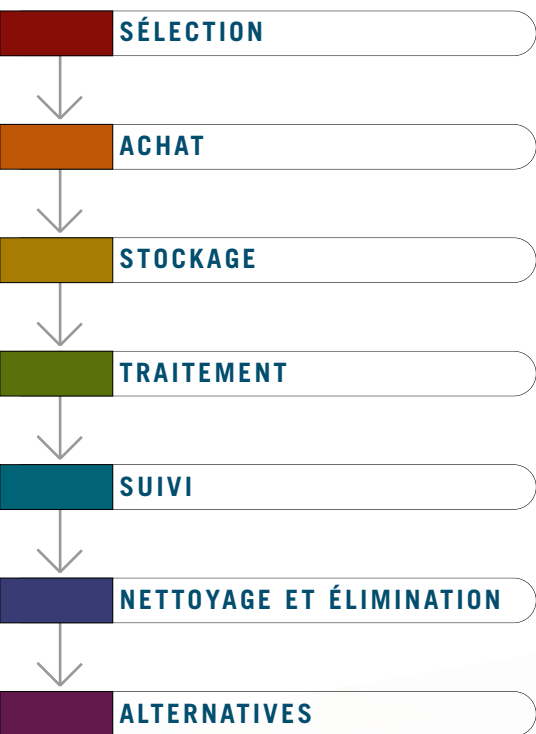 SÉLECTION
ACHAT
STOCKAGE
TRAITEMENT
SUIVI
NETTOYAGE ET ÉLIMINATION
ALTERNATIVES